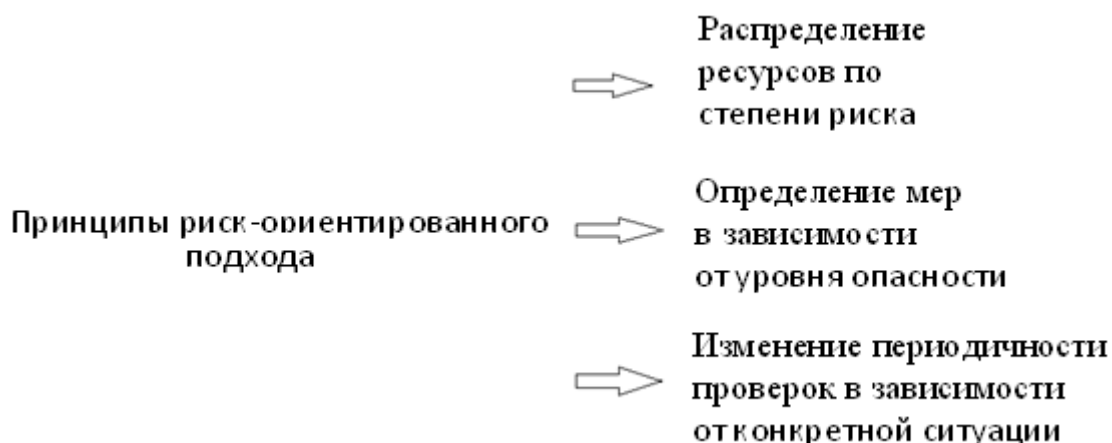 Распределение
ресурсов по
степени риска
Принципы риск-ориентированного
подхода
Определение мер
в зависимости
от уровня опасности
Изменение периодичности
проверок в зависимости
от конкретной ситуации